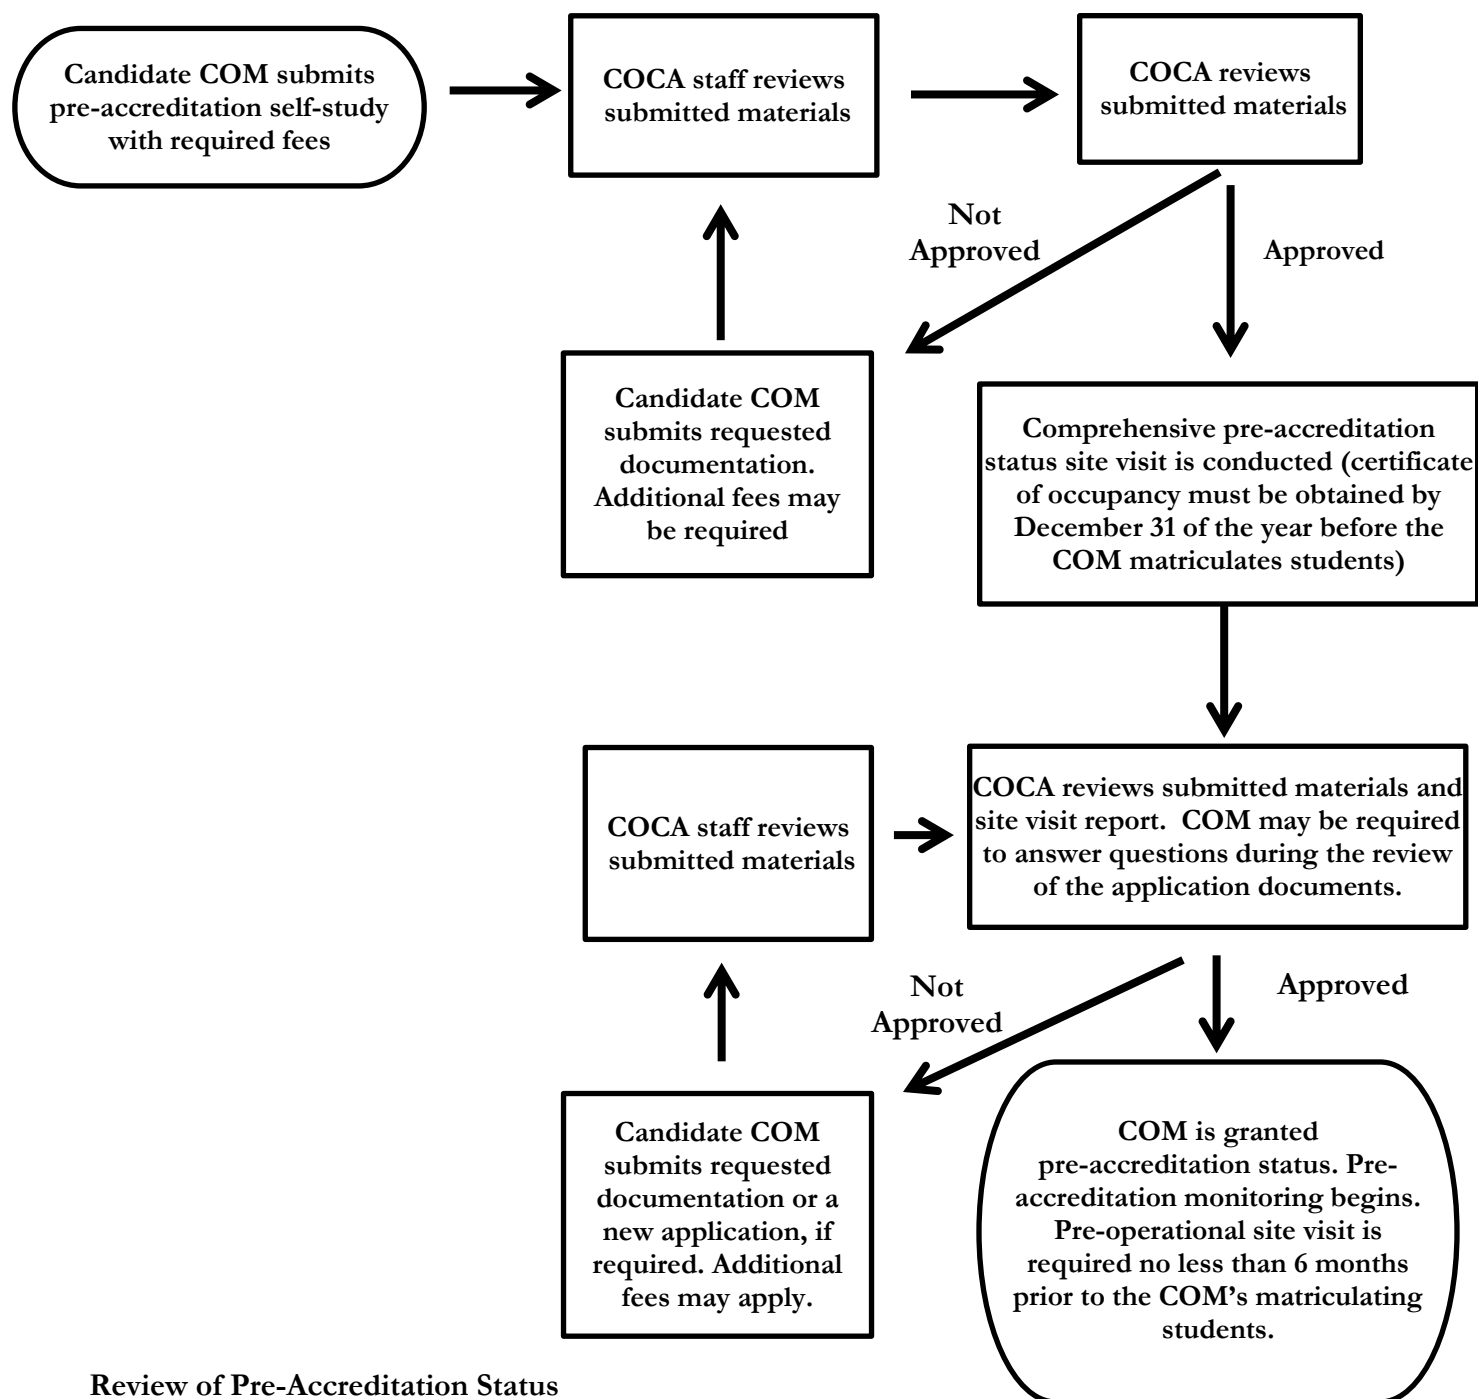 Candidate COM submits
pre-accreditation self-study
with required fees
COCA staff reviews
submitted materials
COCA reviews
submitted materials
Not
Approved
Approved
Candidate COM
submits requested
documentation.
Additional fees may
be required
Comprehensive pre-accreditation
status site visit is conducted (certificate
of occupancy must be obtained by
December 31 of the year before the
COM matriculates students)
COCA staff reviews
submitted materials
COCA reviews submitted materials and
site visit report.  COM may be required
to answer questions during the review
of the application documents.
Not
Approved
Approved
Candidate COM
submits requested
documentation or a
new application, if
required. Additional
fees may apply.
COM is granted
pre-accreditation status. Pre-
accreditation monitoring begins.
Pre-operational site visit is
required no less than 6 months
prior to the COM’s matriculating
students.
Review of Pre-Accreditation Status